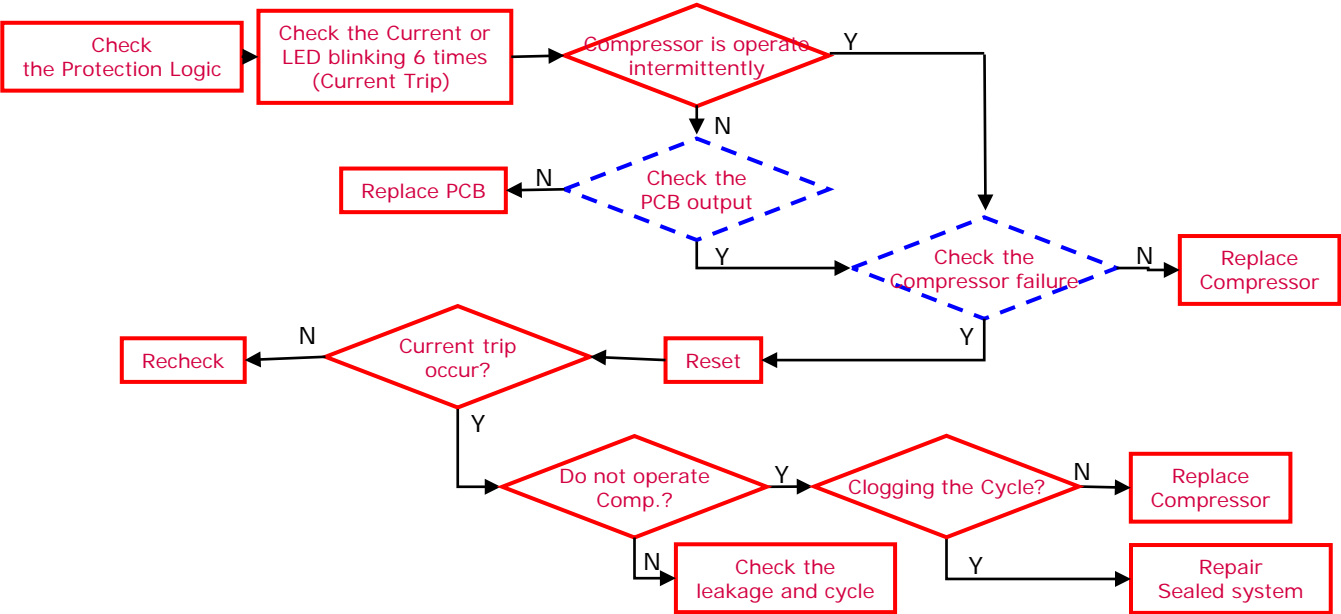 Check
the Protection Logic
Check the Current or
LED blinking 6 times
(Current Trip)
Compressor is operate
intermittently
Y
N
Replace PCB
N
Check the
PCB output
Y
Check the
Compressor failure
N
Replace
Compressor
Y
Recheck
N
Current trip
occur?
Reset
Y
Do not operate
Comp.?
Y
Clogging the Cycle?
N
Replace
Compressor
N
Check the
leakage and cycle
Y
Repair
Sealed system